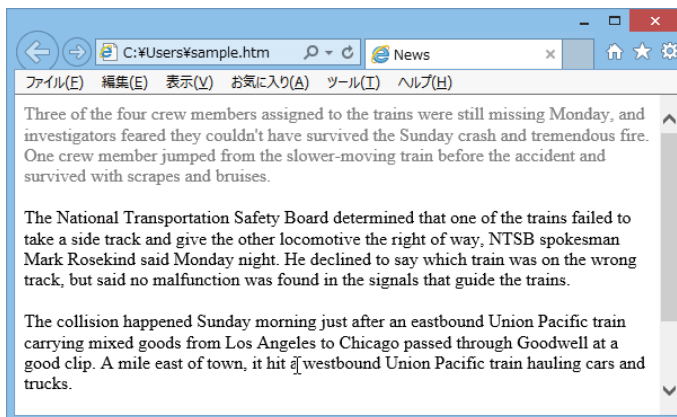 C:¥Users¥sample.htm
News
ファイル(F) 編集(E) 表示(V) お気に入り(A) ツール(T) ヘルプ(H)
Three of the four crew members assigned to the trains were still missing Monday, and
investigators feared they couldn't have survived the Sunday crash and tremendous fire.
One crew member jumped from the slower-moving train before the accident and
survived with scrapes and bruises.
The National Transportation Safety Board determined that one of the trains failed to
take a side track and give the other locomotive the right of way, NTSB spokesman
Mark Rosekind said Monday night. He declined to say which train was on the wrong
track, but said no malfunction was found in the signals that guide the trains.
The collision happened Sunday morning just after an eastbound Union Pacific train
carrying mixed goods from Los Angeles to Chicago passed through Goodwell at a
good clip. A mile east of town, it hit a westbound Union Pacific train hauling cars and
trucks.